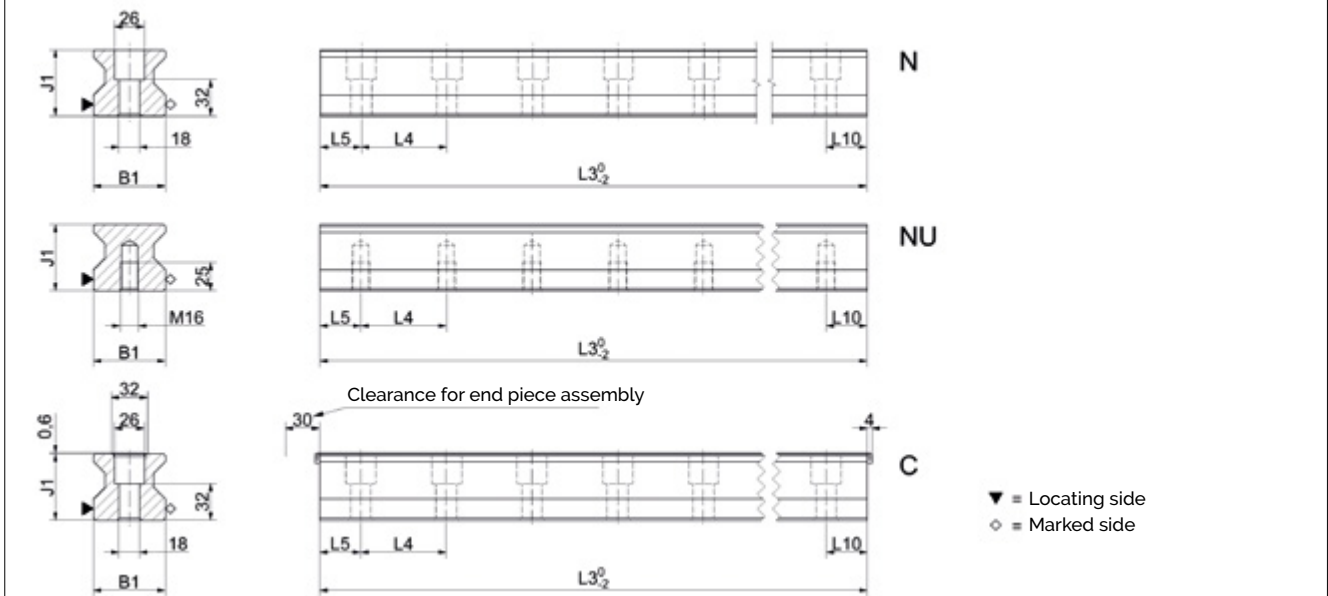 26
J1
32
18
B1
L5 L4 L10
L3 0 -2
N
J1
25
M16
B1
L5 L4 L10
L3 0 -2
NU
32
26
0,6
J1
32
18
B1
Clearance for end piece assembly
30
4
L5 L4 L10
L3 0 -2
C
▼ = Locating side
◇ = Marked side